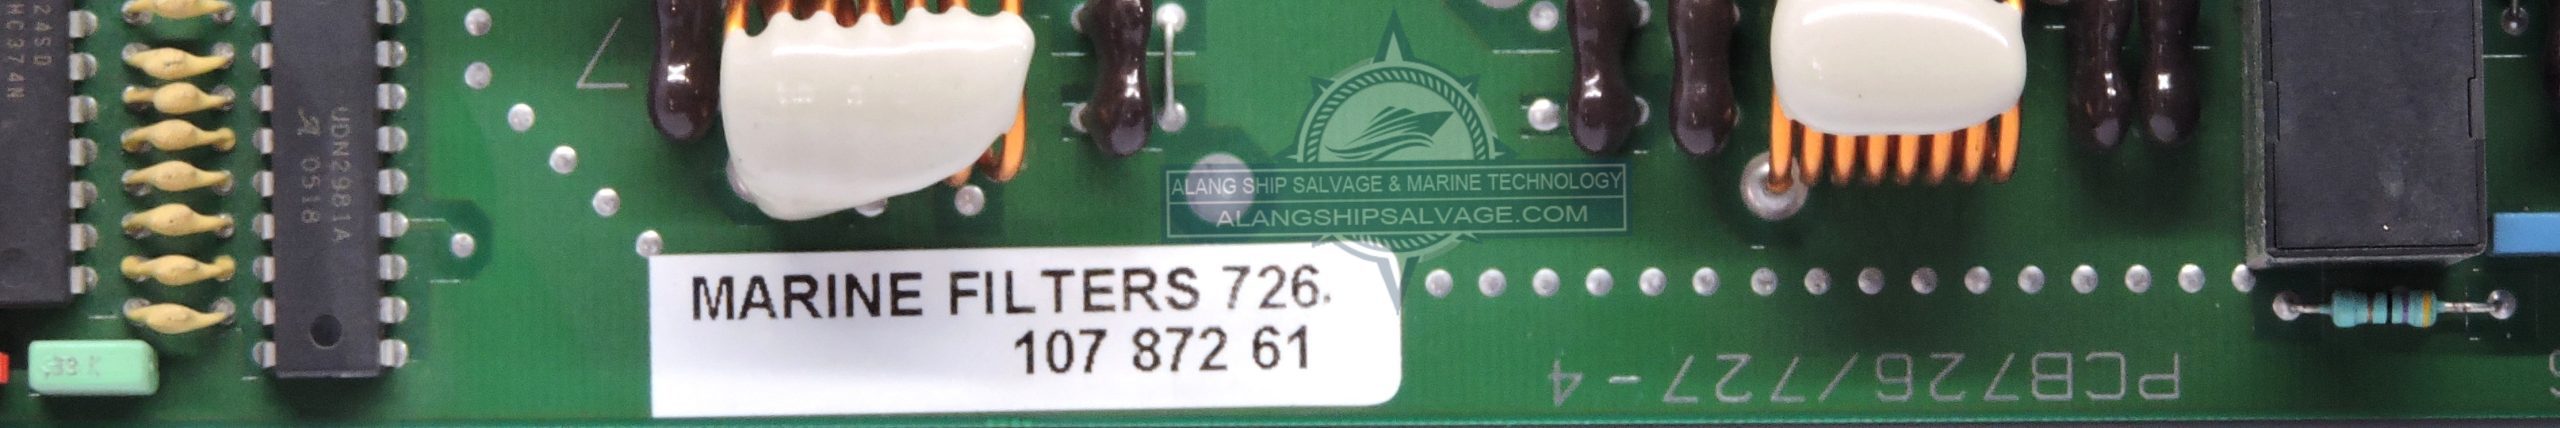 24SD
HC374N
UDN2981A
0518
7
ALANG SHIP SALVAGE & MARINE TECHNOLOGY
ALANGSHIPSALVAGE.COM
MARINE FILTERS 726.
107 872 61
PCB726/727-4